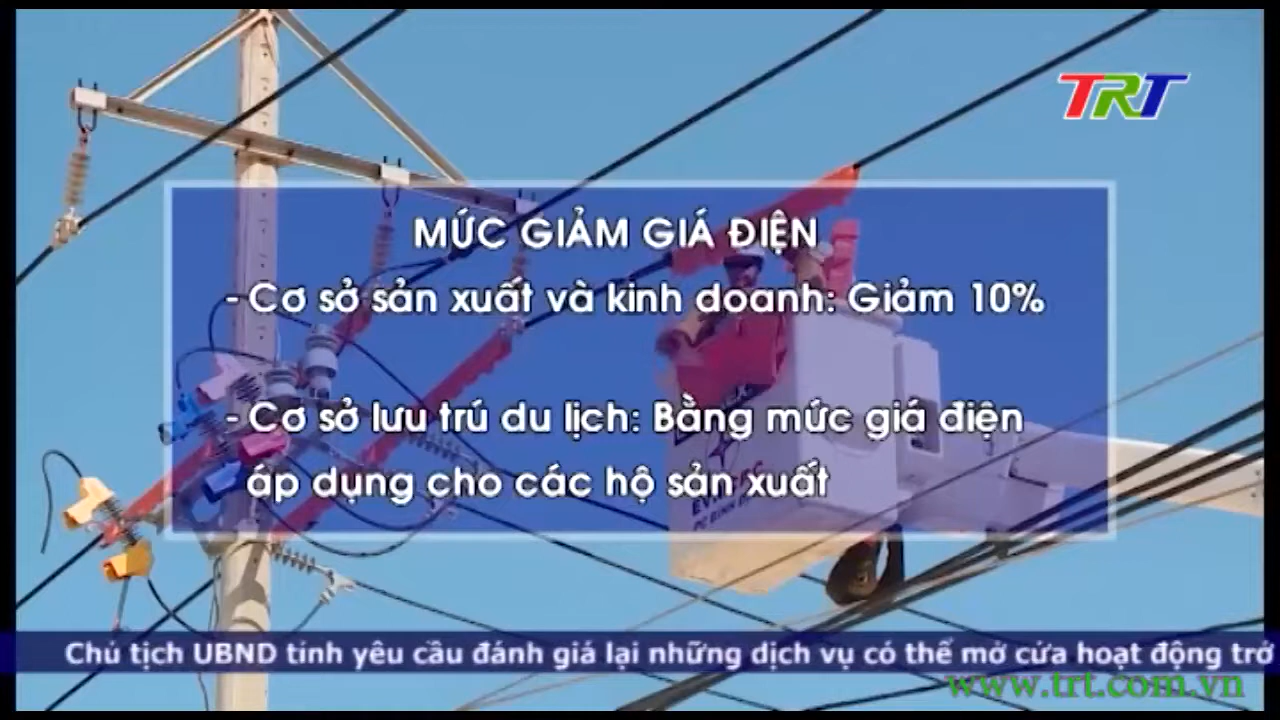 TRT
MỨC GIẢM GIÁ ĐIỆN
- Cơ sở sản xuất và kinh doanh: Giảm 10%
- Cơ sở lưu trú du lịch: Bằng mức giá điện
áp dụng cho các hộ sản xuất
Chủ tịch UBND tỉnh yêu cầu đánh giá lại những dịch vụ có thể mở cửa hoạt động trở
www.trt.com.vn